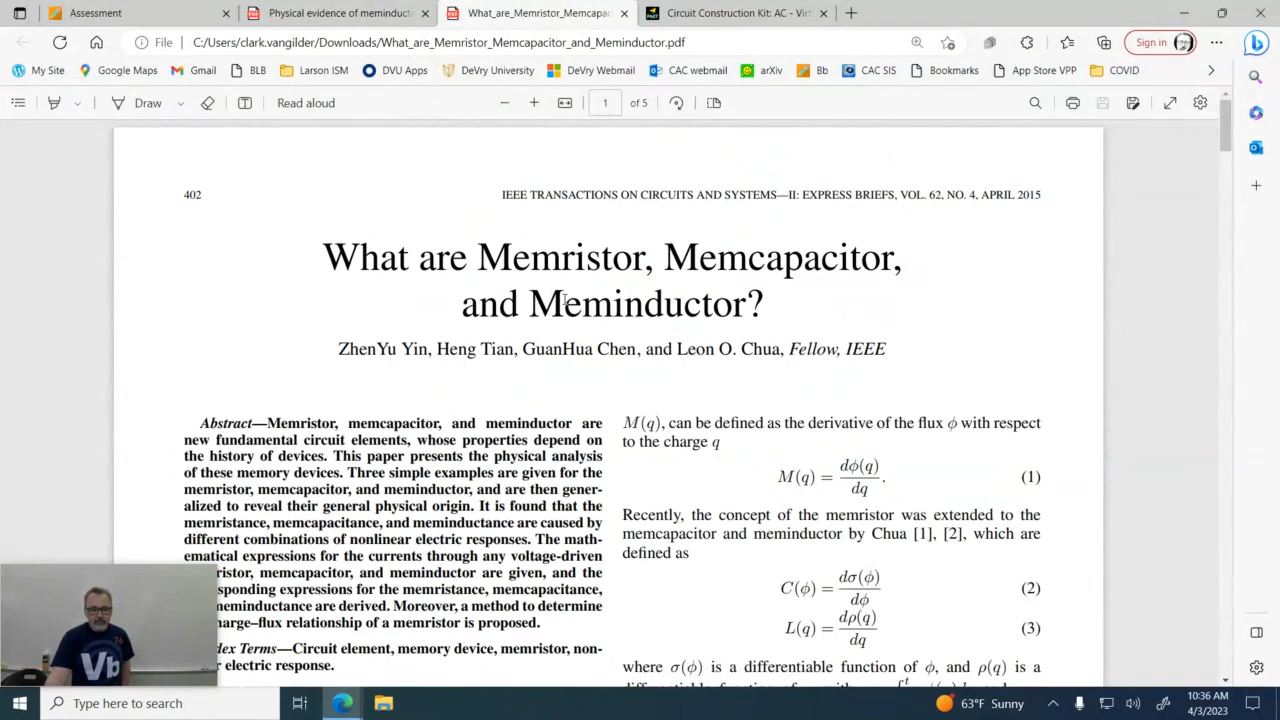 Assessment
Physical evidence of meminduct
What_are_Memristor_Memcapac
Circuit Construction Kit: AC - Virt
File
C:/Users/clark.vangilder/Downloads/What_are_Memristor_Memcapacitor_and_Meminductor.pdf
Sign in
My Site
Google Maps
Gmail
BLB
Larson ISM
DVU Apps
DeVry University
DeVry Webmail
CAC webmail
arXiv
Bb
CAC SIS
Bookmarks
App Store VPP
COVID
Draw
Read aloud
1
of 5
402
IEEE TRANSACTIONS ON CIRCUITS AND SYSTEMS—II: EXPRESS BRIEFS, VOL. 62, NO. 4, APRIL 2015
What are Memristor, Memcapacitor,
and Meminductor?
ZhenYu Yin, Heng Tian, GuanHua Chen, and Leon O. Chua, Fellow, IEEE
Abstract—Memristor, memcapacitor, and meminductor are
new fundamental circuit elements, whose properties depend on
the history of devices. This paper presents the physical analysis
of these memory devices. Three simple examples are given for the
memristor, memcapacitor, and meminductor, and are then gener-
alized to reveal their general physical origin. It is found that the
memristance, memcapacitance, and meminductance are caused by
different combinations of nonlinear electric responses. The math-
ematical expressions for the currents through any voltage-driven
ristor, memcapacitor, and meminductor are given, and the
sponding expressions for the memristance, memcapacitance,
meminductance are derived. Moreover, a method to determine
charge–flux relationship of a memristor is proposed.
dex Terms—Circuit element, memory device, memristor, non-
r electric response.
M(q), can be defined as the derivative of the flux ϕ with respect
to the charge q
M(q) = dϕ(q)/dq. (1)
Recently, the concept of the memristor was extended to the
memcapacitor and meminductor by Chua [1], [2], which are
defined as
C(ϕ) = dσ(ϕ)/dϕ (2)
L(q) = dρ(q)/dq (3)
where σ(ϕ) is a differentiable function of ϕ, and ρ(q) is a
76
Vb
Type here to search
63°F Sunny
10:36 AM
4/3/2023